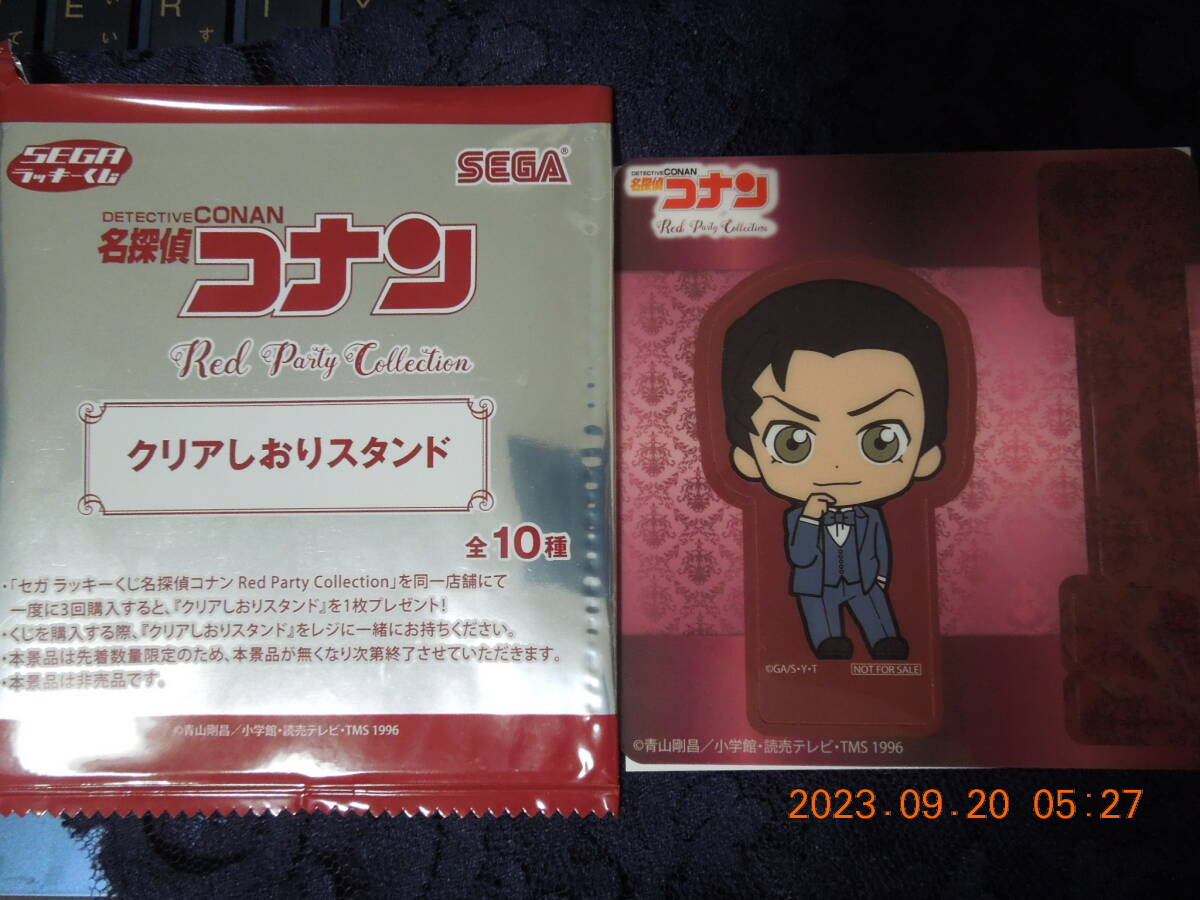 E R I Y
て い す
SEGA
ラッキーくじ
SEGA®
DETECTIVE CONAN
名探偵コナン
Red Party Collection
クリアしおりスタンド
全10種
・「セガ ラッキーくじ名探偵コナン Red Party Collection」を同一店舗にて
一度に3回購入すると、『クリアしおりスタンド』を1枚プレゼント!
・くじを購入する際、『クリアしおりスタンド』をレジに一緒にお持ちください。
・本景品は先着数量限定のため、本景品が無くなり次第終了させていただきます。
・本景品は非売品です。
©青山剛昌/小学館・読売テレビ・TMS 1996
DETECTIVE CONAN
名探偵コナン
Red Party Collection
©GA/S・Y・T NOT FOR SALE
©青山剛昌/小学館・読売テレビ・TMS 1996
2023.09.20 05:27